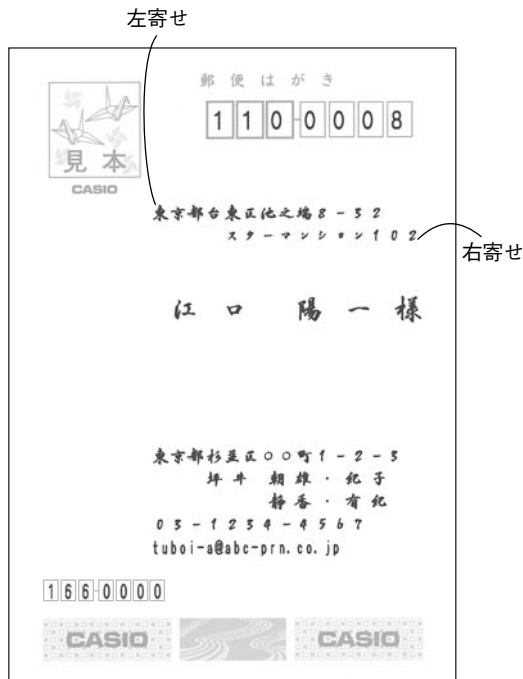 左寄せ
郵便はがき
110-0008
見本
CASIO
東京都台東区池之端8-32
スターマンション102
右寄せ
江口 陽一様
東京都杉並区○○町1-2-3
坪井 朝雄・紀子
静香・有紀
03-1234-4567
tuboi-a@abc-prn.co.jp
166-0000
CASIO
CASIO